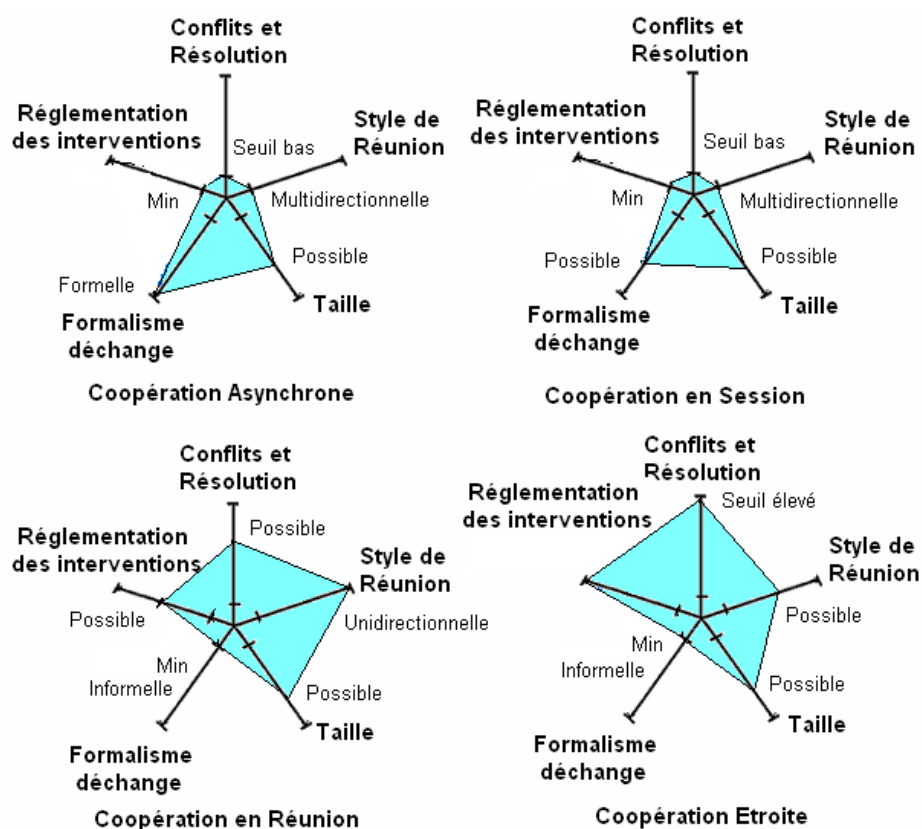 Conflits et
Résolution
Réglementation
des interventions
Style de
Réunion
Seuil bas
Min
Multidirectionnelle
Possible
Formelle
Taille
Formalisme
déchange
Coopération Asynchrone
Conflits et
Résolution
Réglementation
des interventions
Style de
Réunion
Seuil bas
Min
Multidirectionnelle
Possible
Possible
Taille
Formalisme
déchange
Coopération en Session
Conflits et
Résolution
Réglementation
des interventions
Possible
Style de
Réunion
Possible
Unidirectionnelle
Min
Informelle
Possible
Taille
Formalisme
déchange
Coopération en Réunion
Conflits et
Résolution
Réglementation
des interventions
Seuil élevé
Style de
Réunion
Possible
Min
Informelle
Possible
Taille
Formalisme
déchange
Coopération Etroite